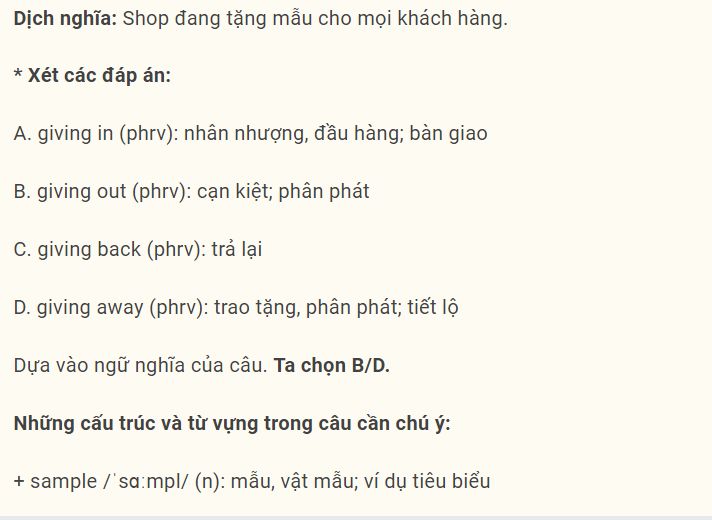 Dịch nghĩa: Shop đang tặng mẫu cho mọi khách hàng.
* Xét các đáp án:
A. giving in (phrv): nhân nhượng, đầu hàng; bàn giao
B. giving out (phrv): cạn kiệt; phân phát
C. giving back (phrv): trả lại
D. giving away (phrv): trao tặng, phân phát; tiết lộ
Dựa vào ngữ nghĩa của câu. Ta chọn B/D.
Những cấu trúc và từ vựng trong câu cần chú ý:
+ sample /ˈsɑːmpl/ (n): mẫu, vật mẫu; ví dụ tiêu biểu